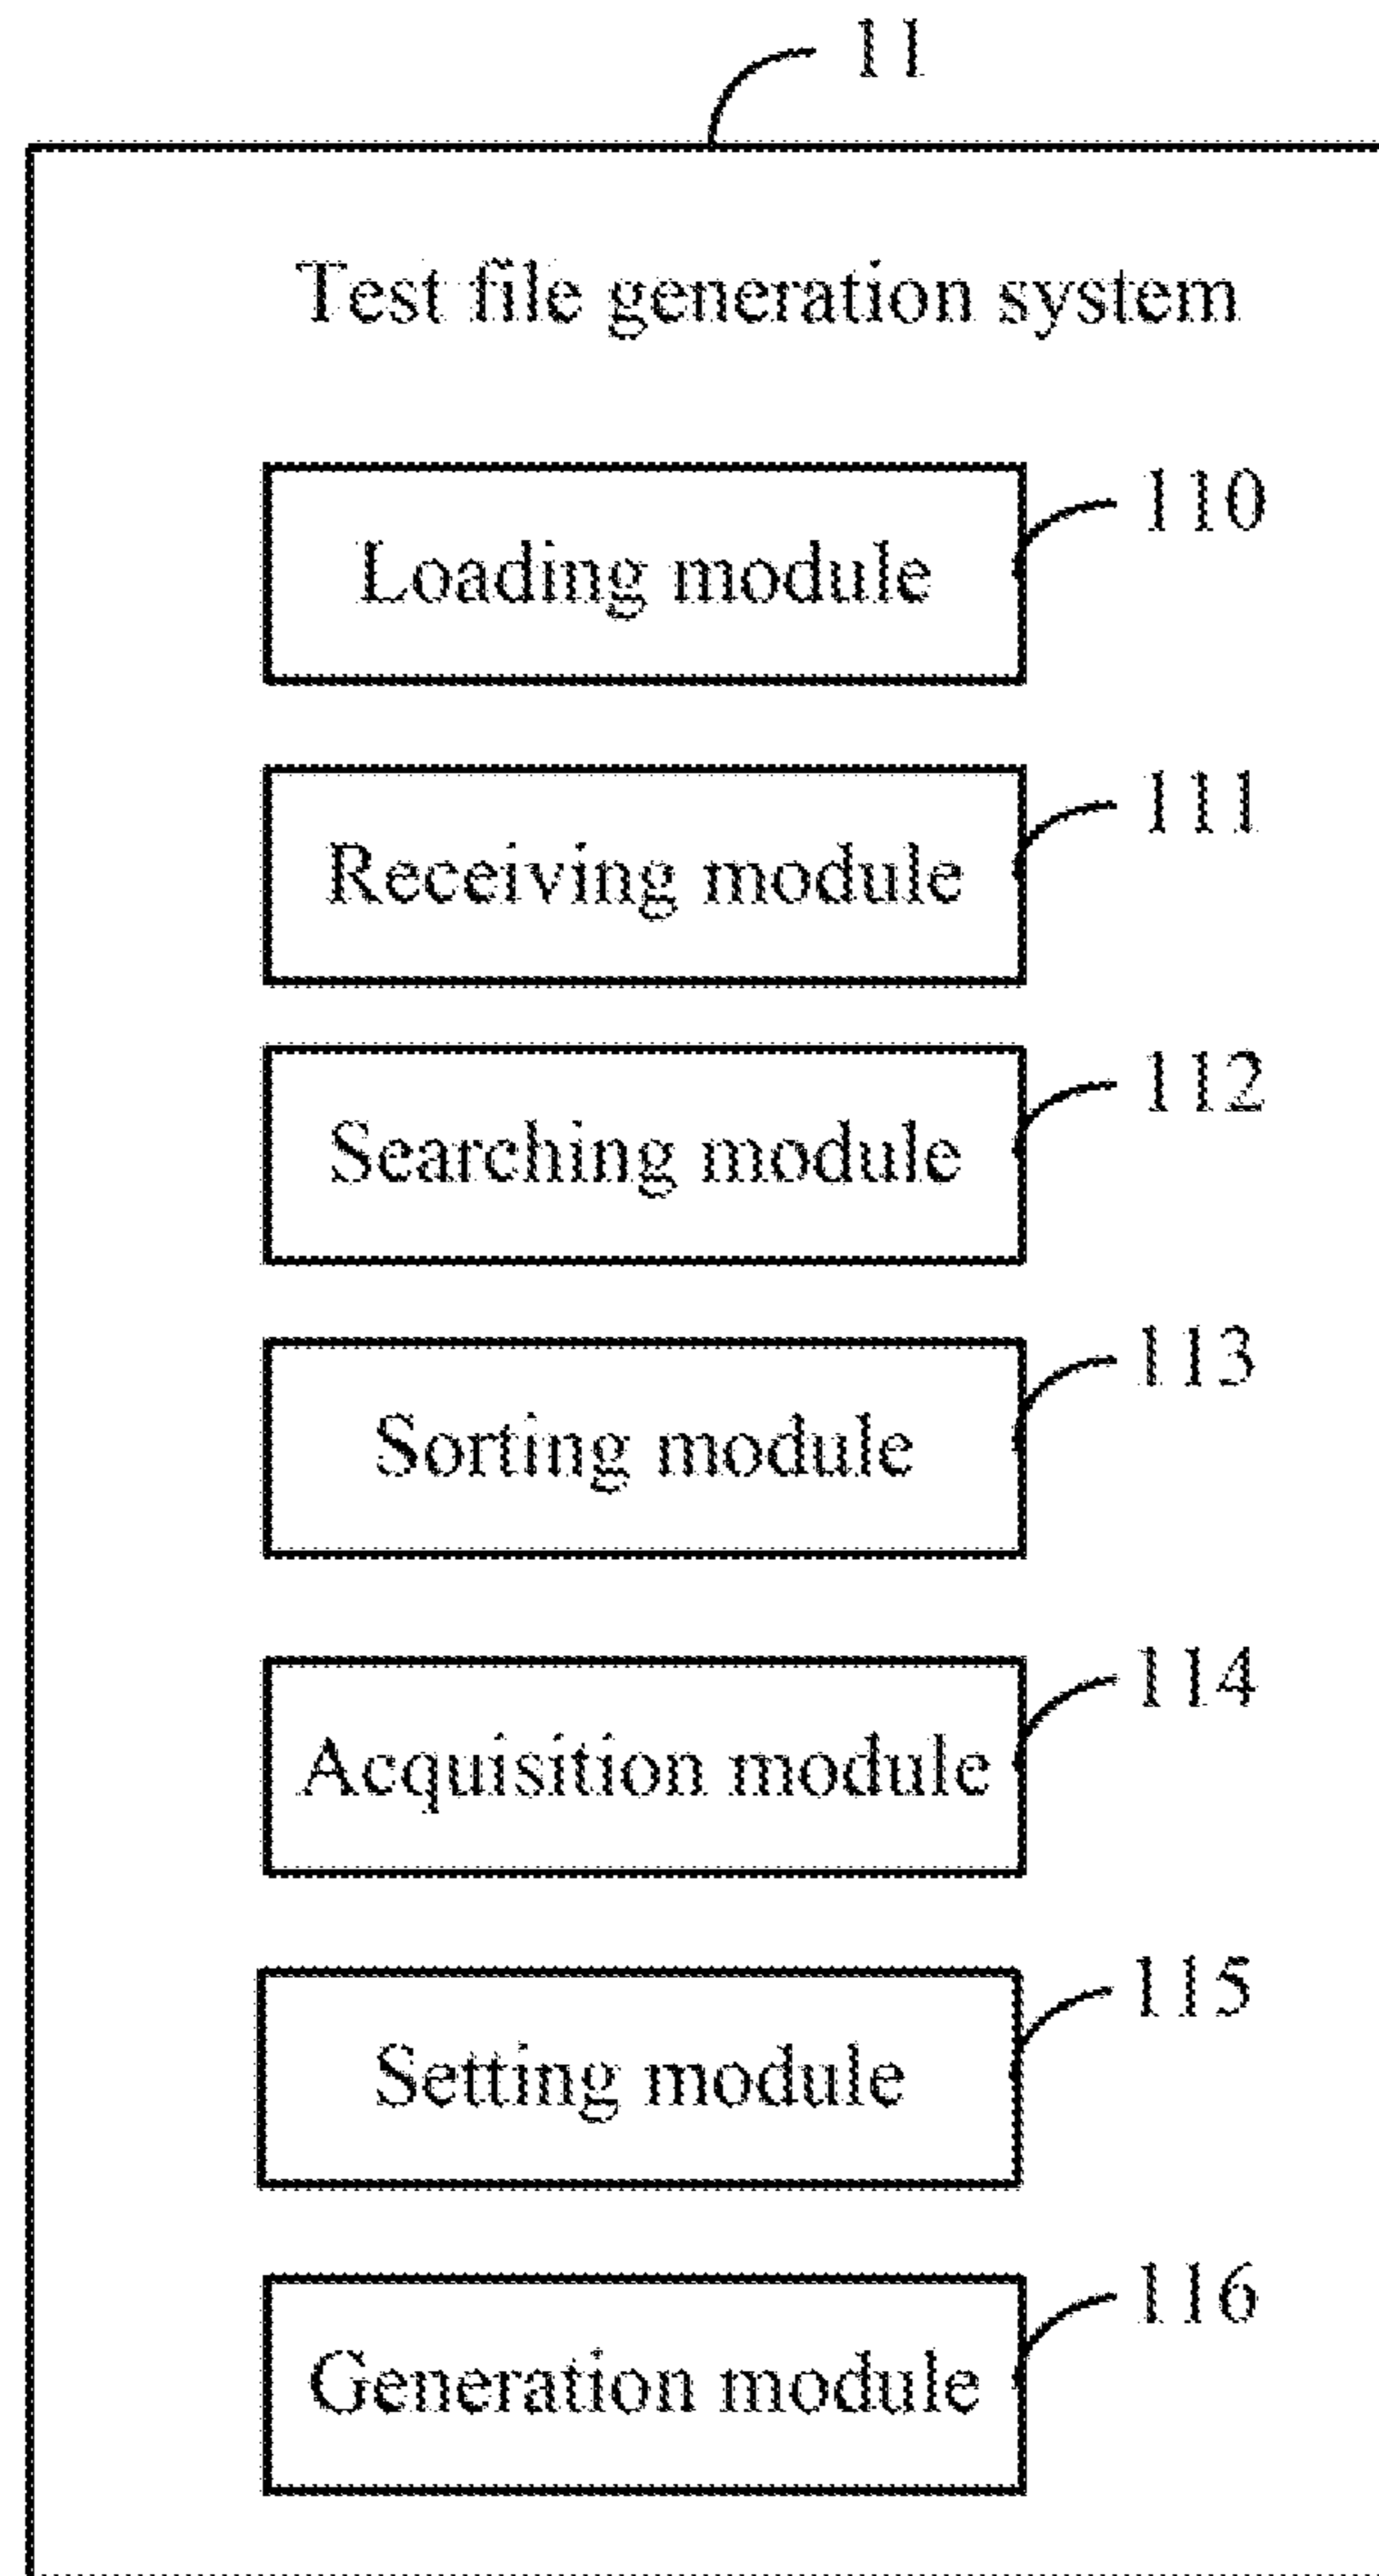 11
Test file generation system
Loading module
110
Receiving module
111
Searching module
112
Sorting module
113
Acquisition module
114
Setting module
115
Generation module
116